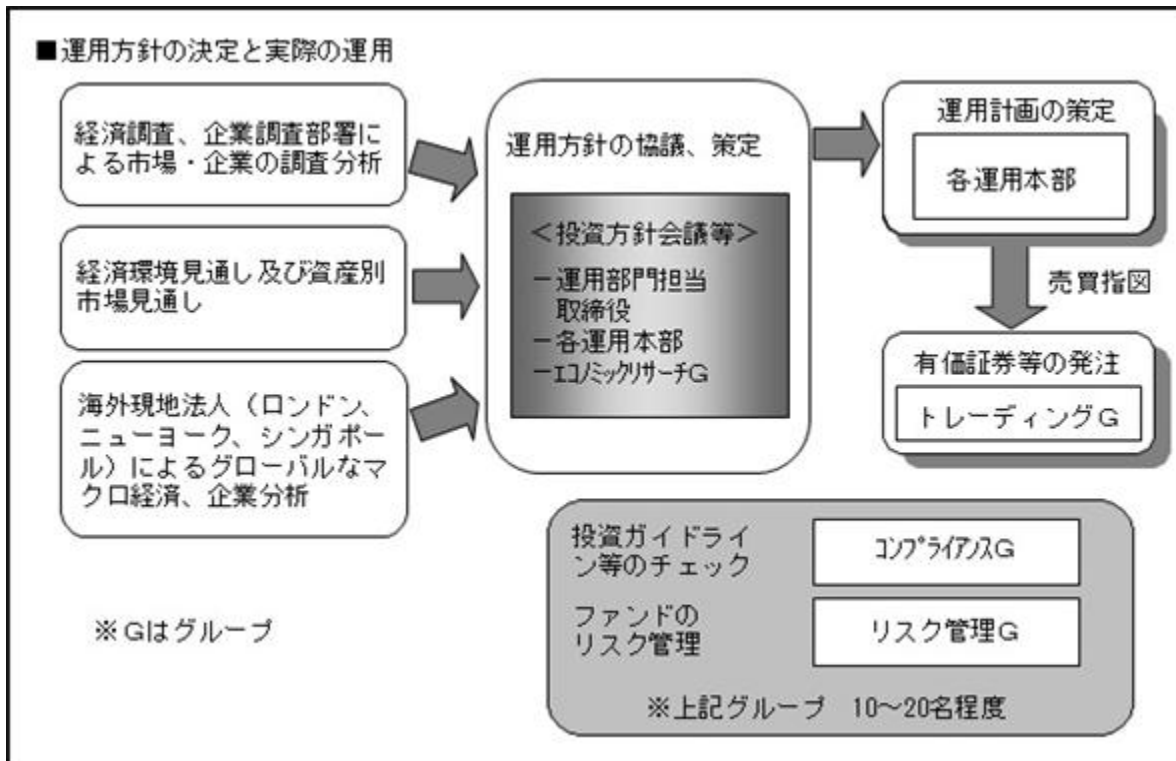 ■運用方針の決定と実際の運用
経済調査、企業調査部署に
よる市場・企業の調査分析
経済環境見通し及び資産別
市場見通し
海外現地法人(ロンドン、
ニューヨーク、シンガポー
ル)によるグローバルなマ
クロ経済、企業分析
運用方針の協議、策定
<投資方針会議等>
－運用部門担当
取締役
－各運用本部
－ｴｺﾉﾐｯｸﾘｻｰﾁG
運用計画の策定
各運用本部
売買指図
有価証券等の発注
トレーディングG
投資ガイドライ
ン等のチェック
ｺﾝﾌﾟﾗｲｱﾝｽG
ファンドの
リスク管理
リスク管理G
※上記グループ 10～20名程度
※Gはグループ